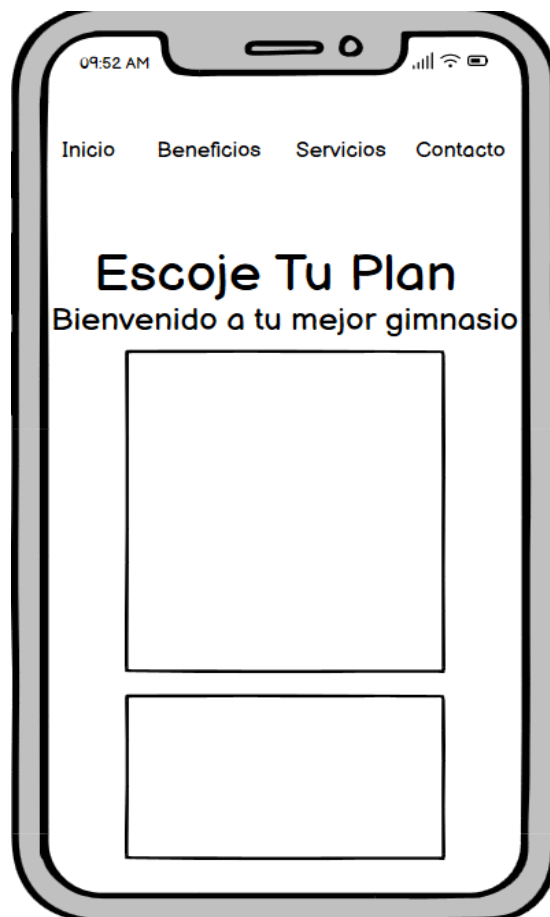 09:52 AM
Inicio Beneficios Servicios Contacto
Escoje Tu Plan
Bienvenido a tu mejor gimnasio